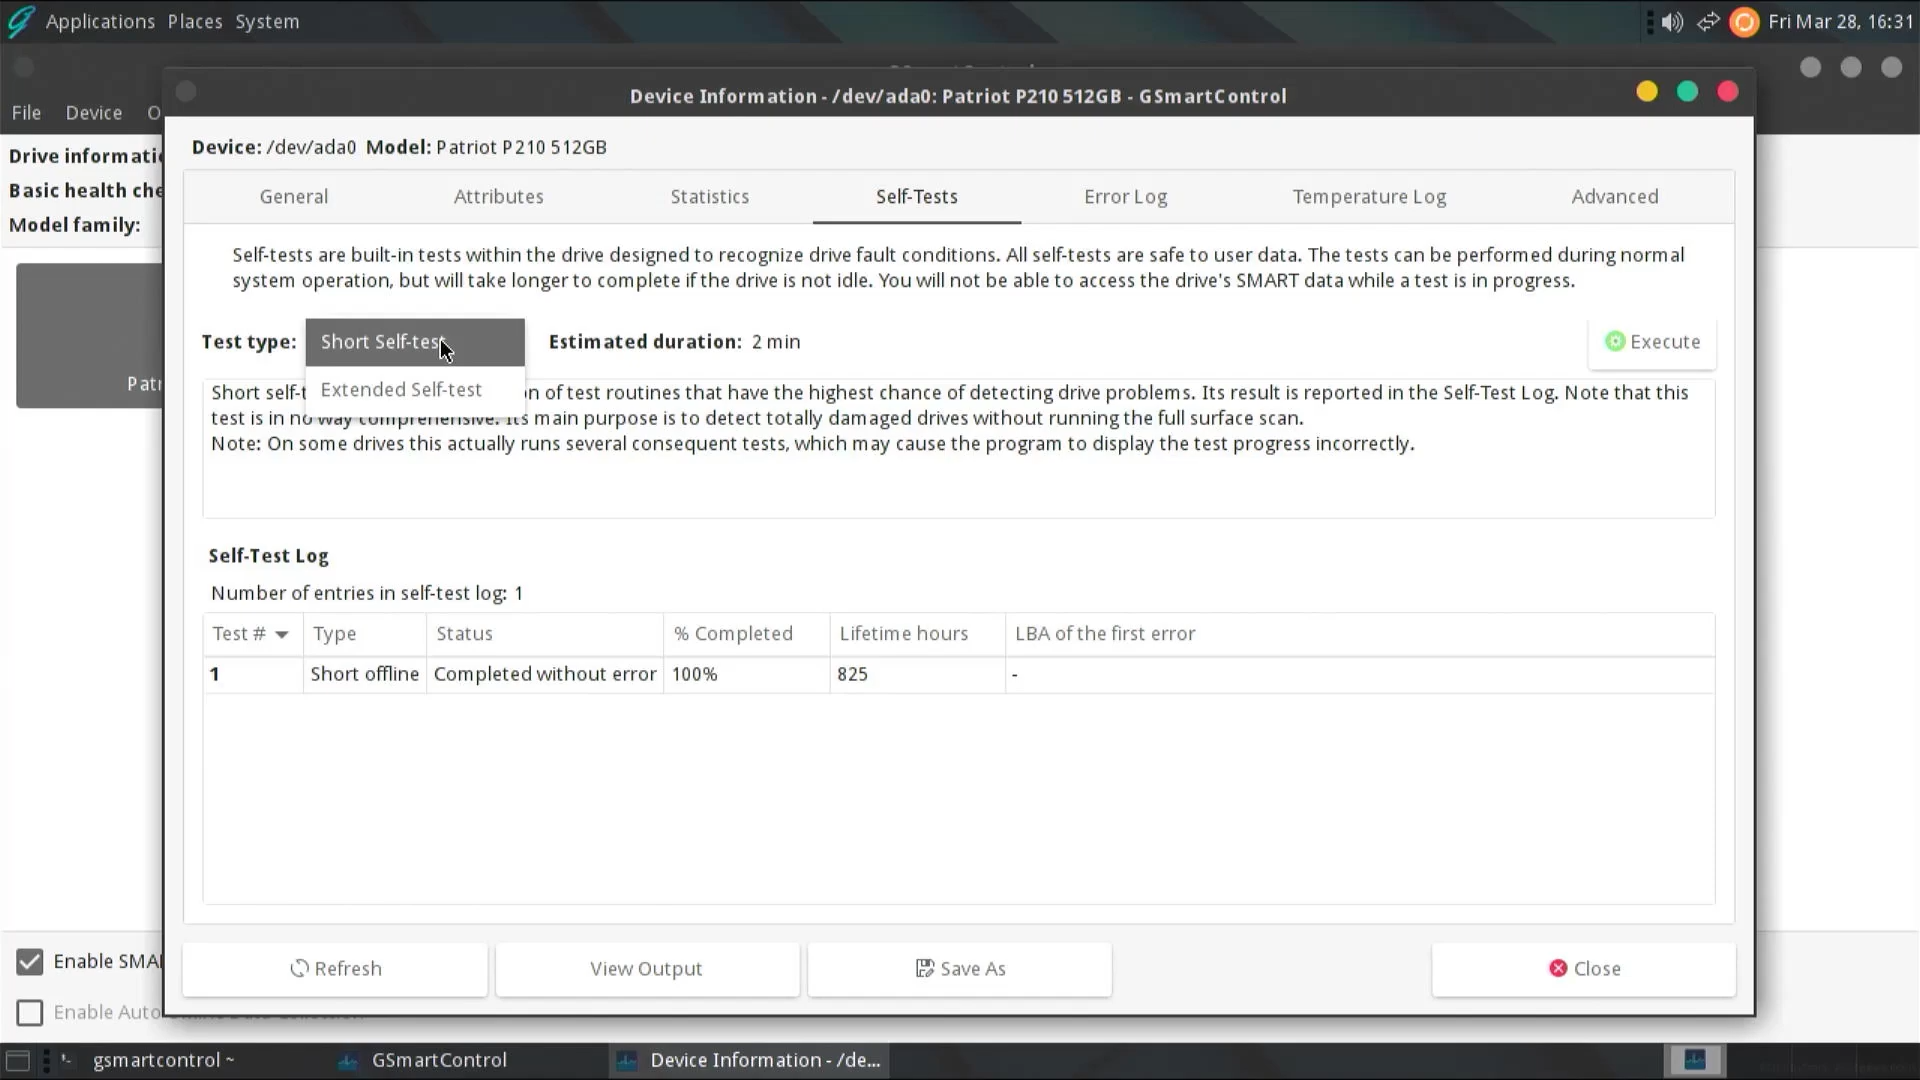 Applications Places System
Fri Mar 28, 16:31
Device Information - /dev/ada0: Patriot P210 512GB - GSmartControl
File Device O
Device: /dev/ada0 Model: Patriot P210 512GB
Drive informatio
Basic health che
Model family:
General Attributes Statistics Self-Tests Error Log Temperature Log Advanced
Self-tests are built-in tests within the drive designed to recognize drive fault conditions. All self-tests are safe to user data. The tests can be performed during normal
system operation, but will take longer to complete if the drive is not idle. You will not be able to access the drive's SMART data while a test is in progress.
Test type: Short Self-test Estimated duration: 2 min Execute
Extended Self-test
Patr
Short self-t on of test routines that have the highest chance of detecting drive problems. Its result is reported in the Self-Test Log. Note that this
test is in no way comprehensive. Its main purpose is to detect totally damaged drives without running the full surface scan.
Note: On some drives this actually runs several consequent tests, which may cause the program to display the test progress incorrectly.
Self-Test Log
Number of entries in self-test log: 1
Test # Type Status % Completed Lifetime hours LBA of the first error
1 Short offline Completed without error 100% 825 -
Refresh View Output Save As Close
Enable SMA
Enable Auto
gsmartcontrol ~ GSmartControl Device Information - /de...